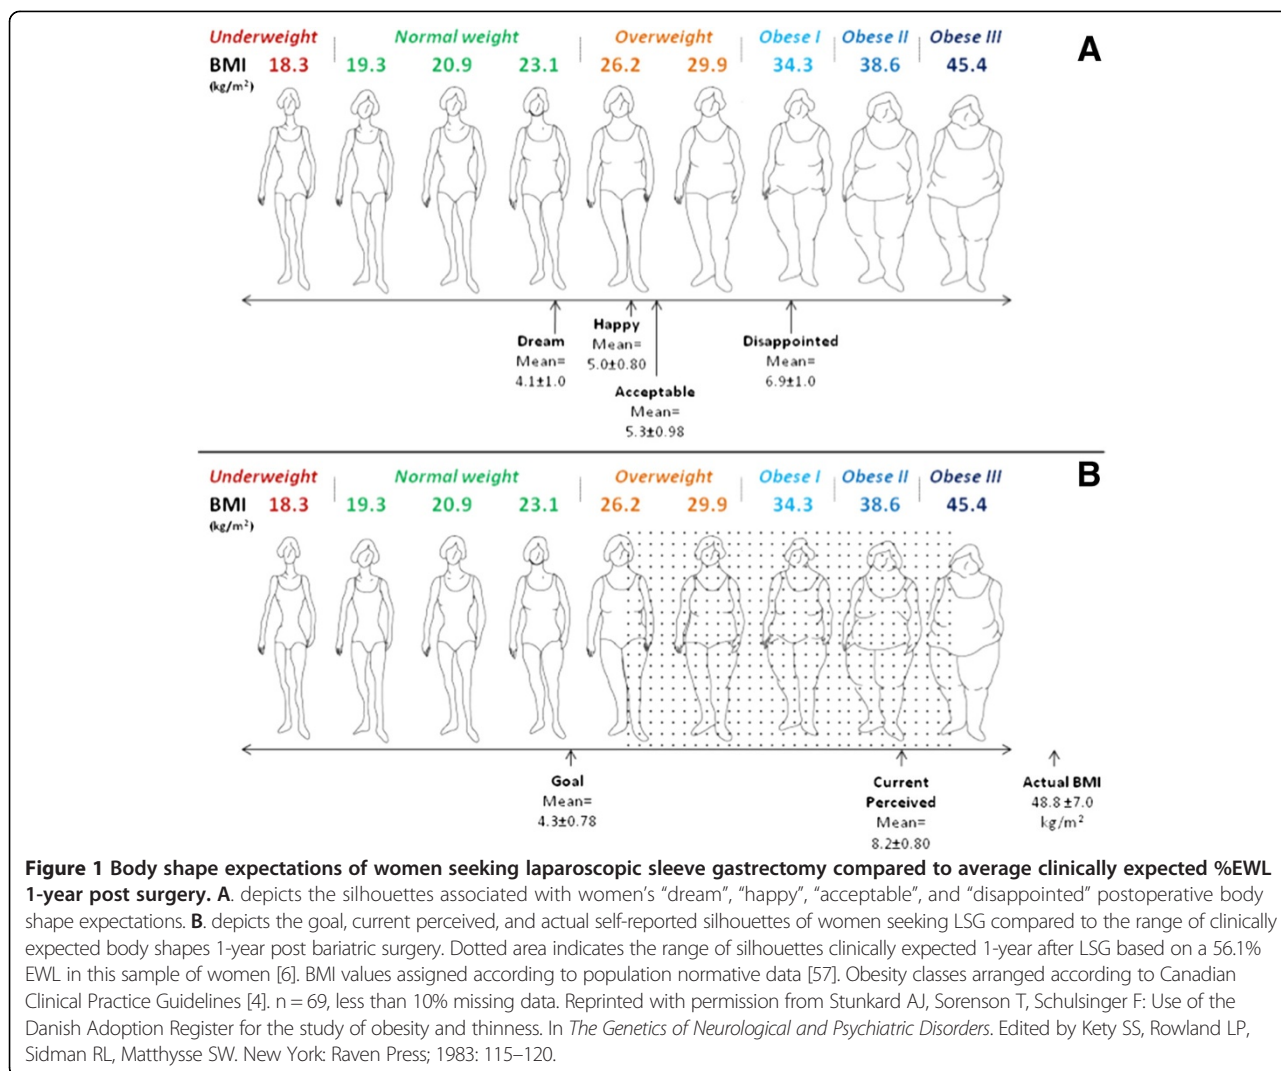 Underweight Normal weight Overweight Obese I Obese II Obese III
A
BMI 18.3 19.3 20.9 23.1 26.2 29.9 34.3 38.6 45.4
(kg/m²)
Dream
Mean=
4.1±1.0
Happy
Mean=
5.0±0.80
Acceptable
Mean=
5.3±0.98
Disappointed
Mean=
6.9±1.0
Underweight Normal weight Overweight Obese I Obese II Obese III
B
BMI 18.3 19.3 20.9 23.1 26.2 29.9 34.3 38.6 45.4
(kg/m²)
Goal
Mean=
4.3±0.78
Current
Perceived
Mean=
8.2±0.80
Actual BMI
48.8±7.0
kg/m²
Figure 1 Body shape expectations of women seeking laparoscopic sleeve gastrectomy compared to average clinically expected %EWL
1-year post surgery. A. depicts the silhouettes associated with women's "dream", "happy", "acceptable", and "disappointed" postoperative body
shape expectations. B. depicts the goal, current perceived, and actual self-reported silhouettes of women seeking LSG compared to the range of clinically
expected body shapes 1-year post bariatric surgery. Dotted area indicates the range of silhouettes clinically expected 1-year after LSG based on a 56.1%
EWL in this sample of women [6]. BMI values assigned according to population normative data [57]. Obesity classes arranged according to Canadian
Clinical Practice Guidelines [4]. n = 69, less than 10% missing data. Reprinted with permission from Stunkard AJ, Sorenson T, Schulsinger F: Use of the
Danish Adoption Register for the study of obesity and thinness. In The Genetics of Neurological and Psychiatric Disorders. Edited by Kety SS, Rowland LP,
Sidman RL, Matthysse SW. New York: Raven Press; 1983: 115–120.